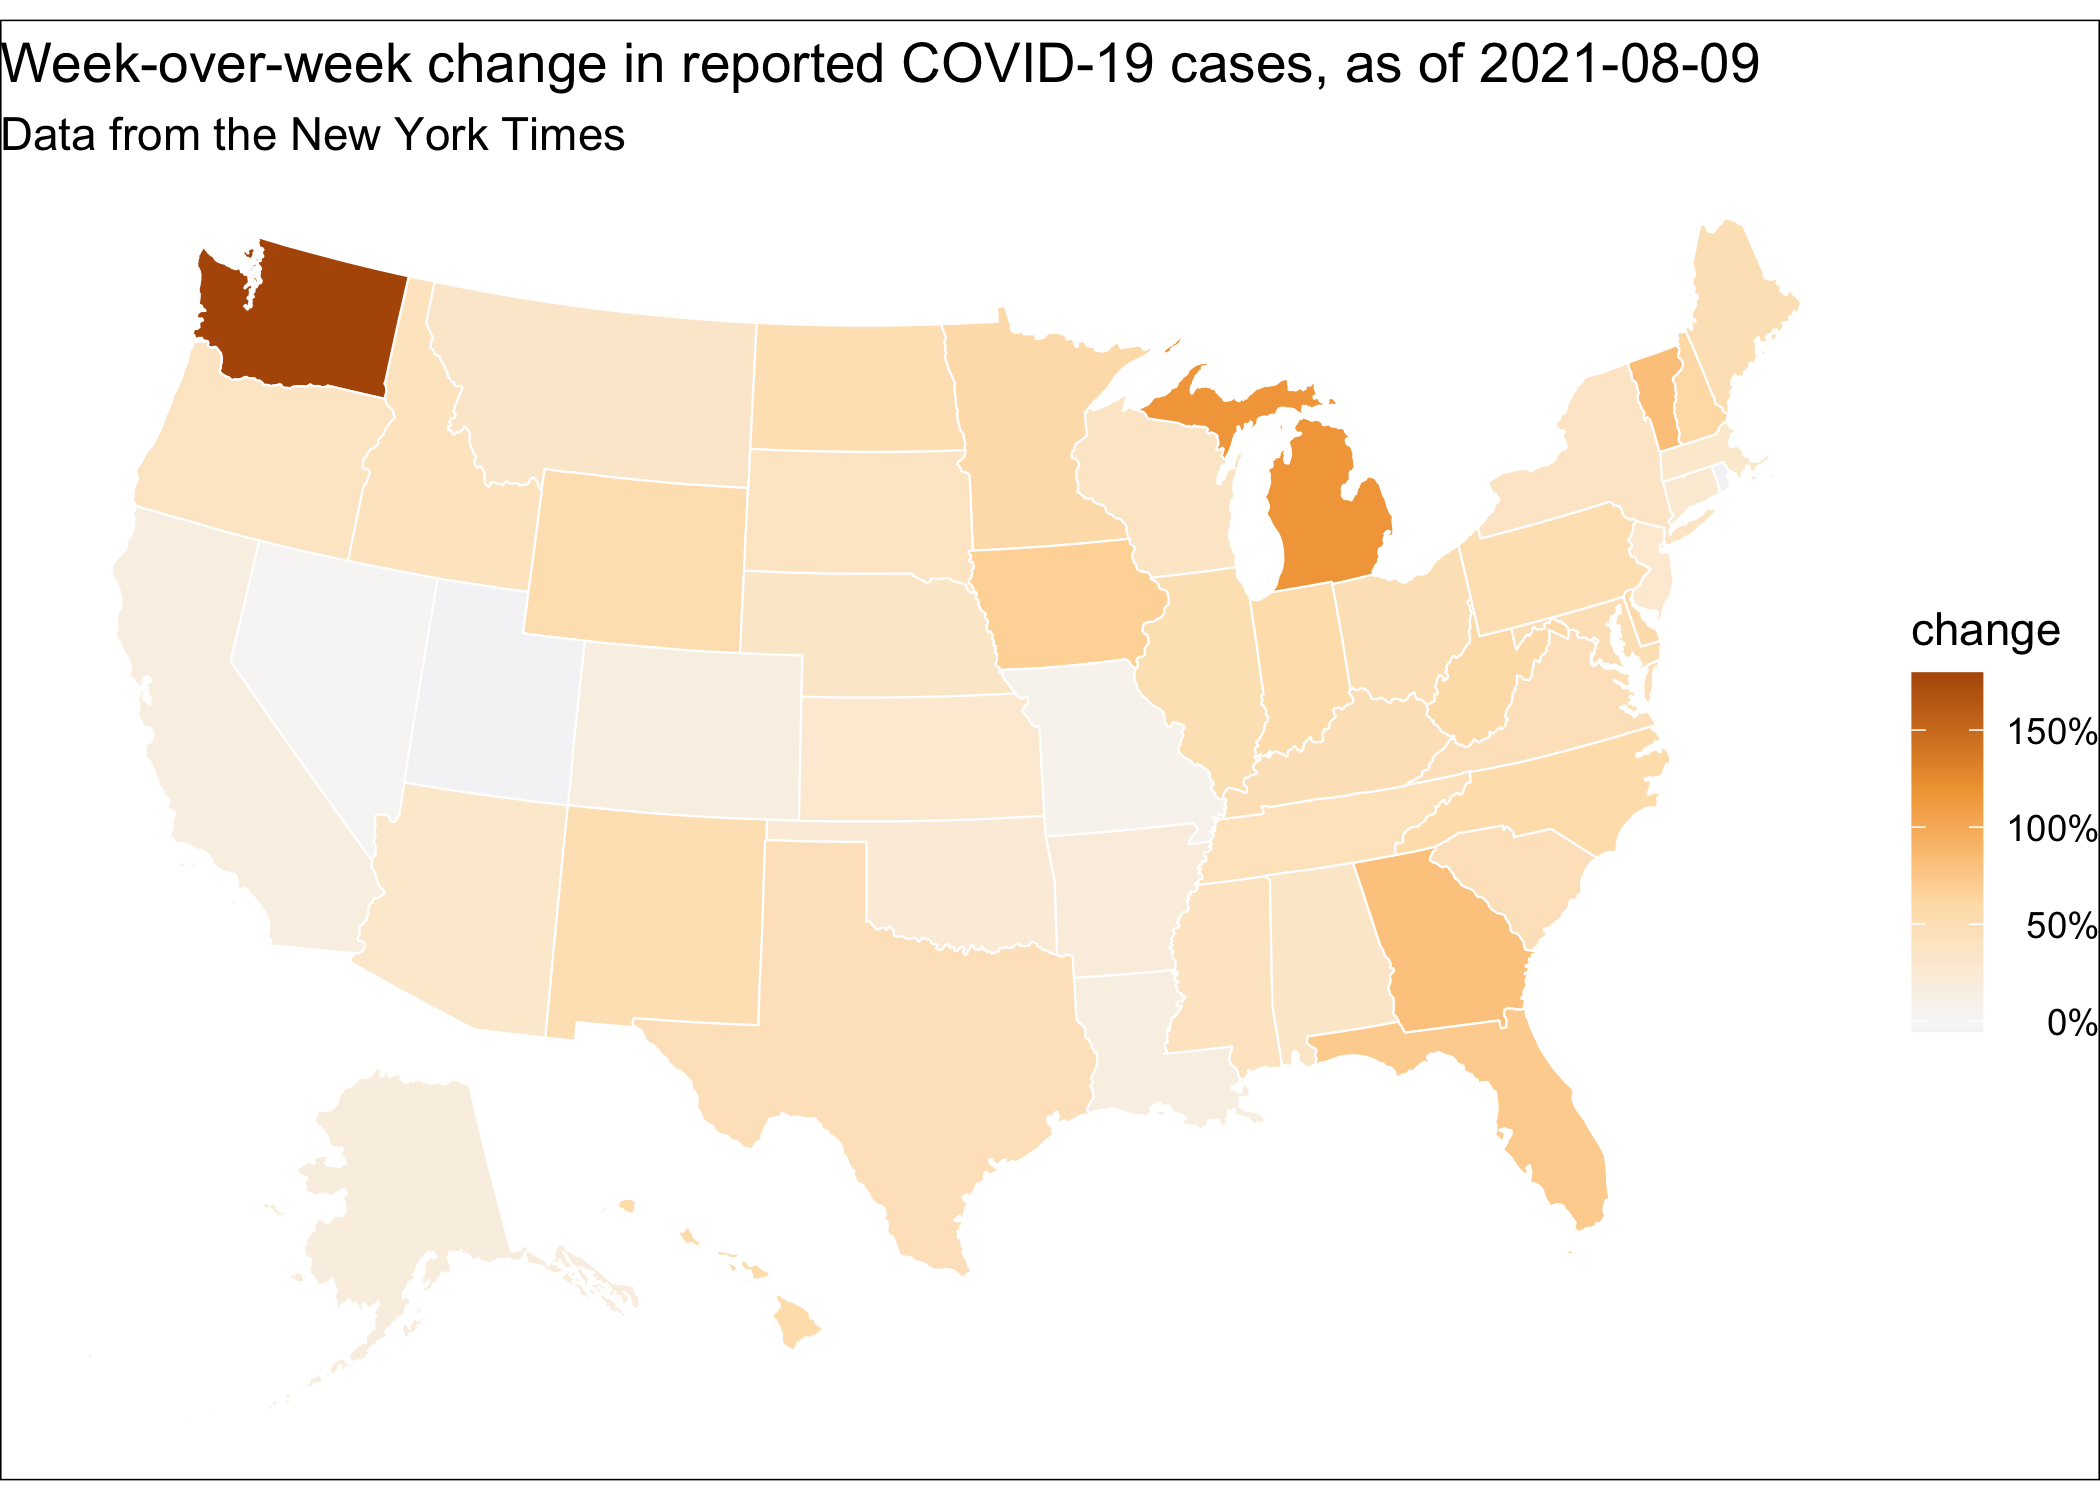 Week-over-week change in reported COVID-19 cases, as of 2021-08-09
Data from the New York Times
change
150%
100%
50%
0%